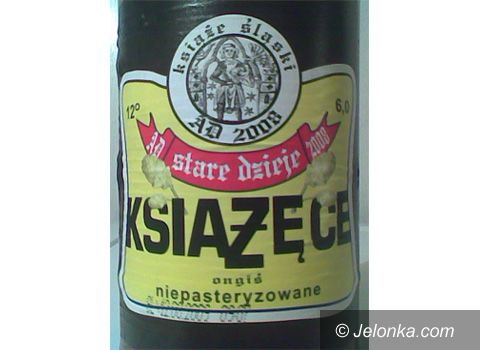 książe śląski
AD 2008
12°
6,0
AD stare dzieje 2008
KSIĄŻĘCE
ongiś
niepasteryzowane
© Jelonka.com